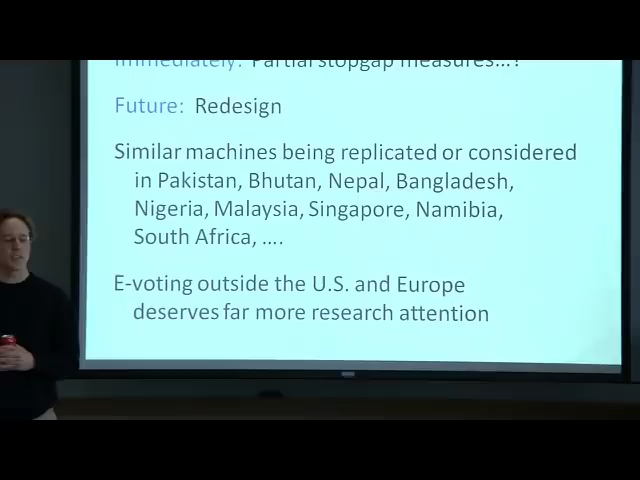 Immediately: Partial stopgap measures...?
Future: Redesign
Similar machines being replicated or considered
in Pakistan, Bhutan, Nepal, Bangladesh,
Nigeria, Malaysia, Singapore, Namibia,
South Africa, ....
E-voting outside the U.S. and Europe
deserves far more research attention